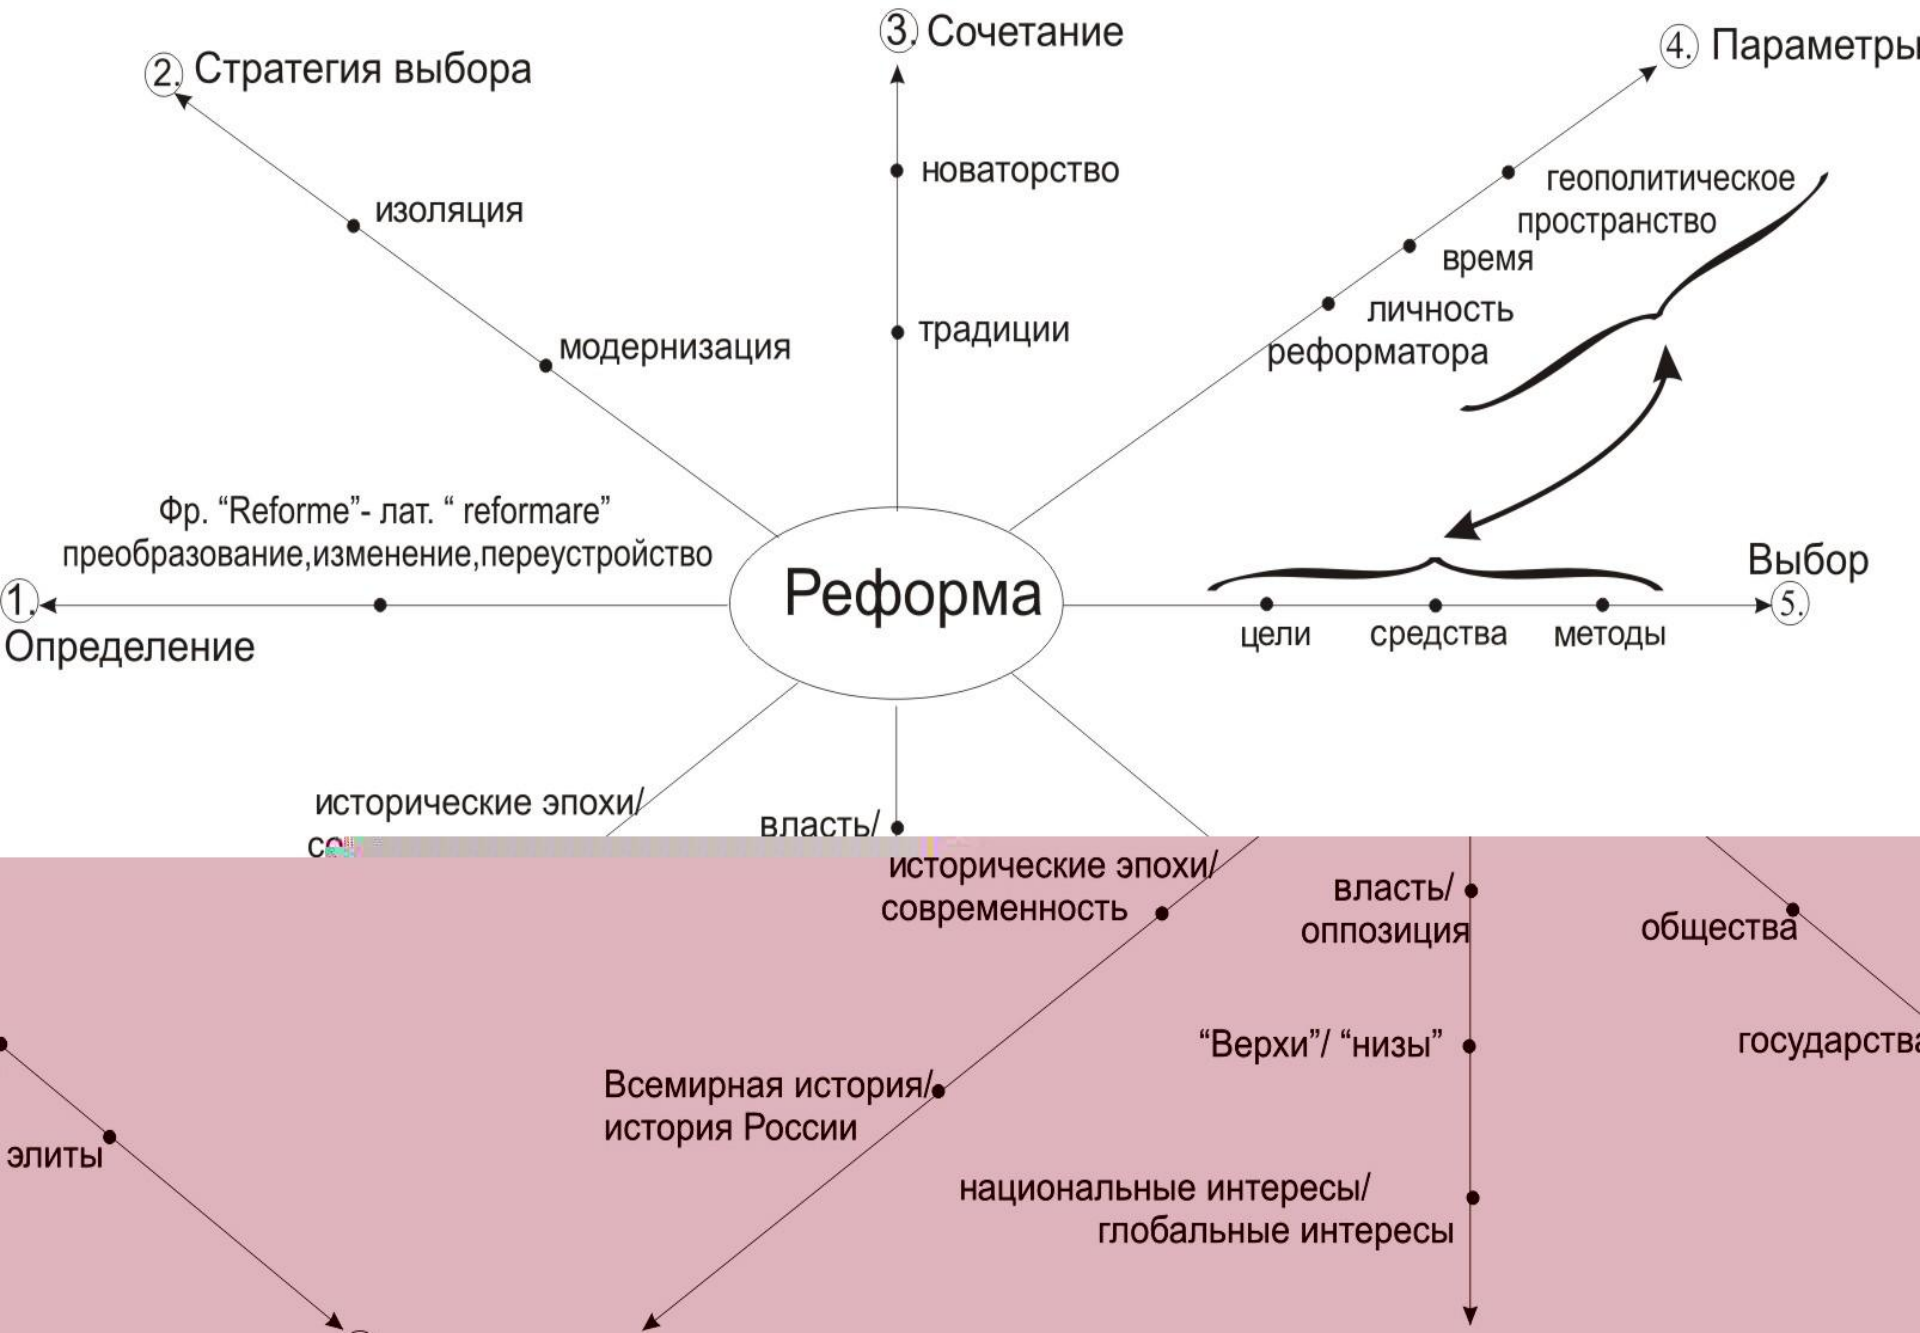 3. Сочетание
2. Стратегия выбора
4. Параметры
новаторство
геополитическое
пространство
изоляция
время
личность
реформатора
традиции
модернизация
Фр. “Reforme”- лат. “ reformare”
преобразование,изменение,переустройство
Выбор
1.
Реформа
5.
Определение
цели
средства
методы
исторические эпохи/
власть/
исторические эпохи/
современность
власть/
оппозиция
общества
“Верхи”/ “низы”
государства
Всемирная история/
история России
элиты
национальные интересы/
глобальные интересы